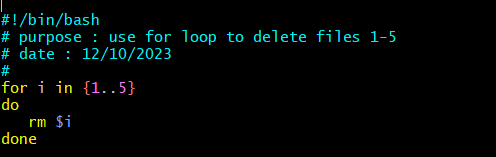 #!/bin/bash
# purpose : use for loop to delete files 1-5
# date : 12/10/2023
#
for i in {1..5}
do
   rm $i
done